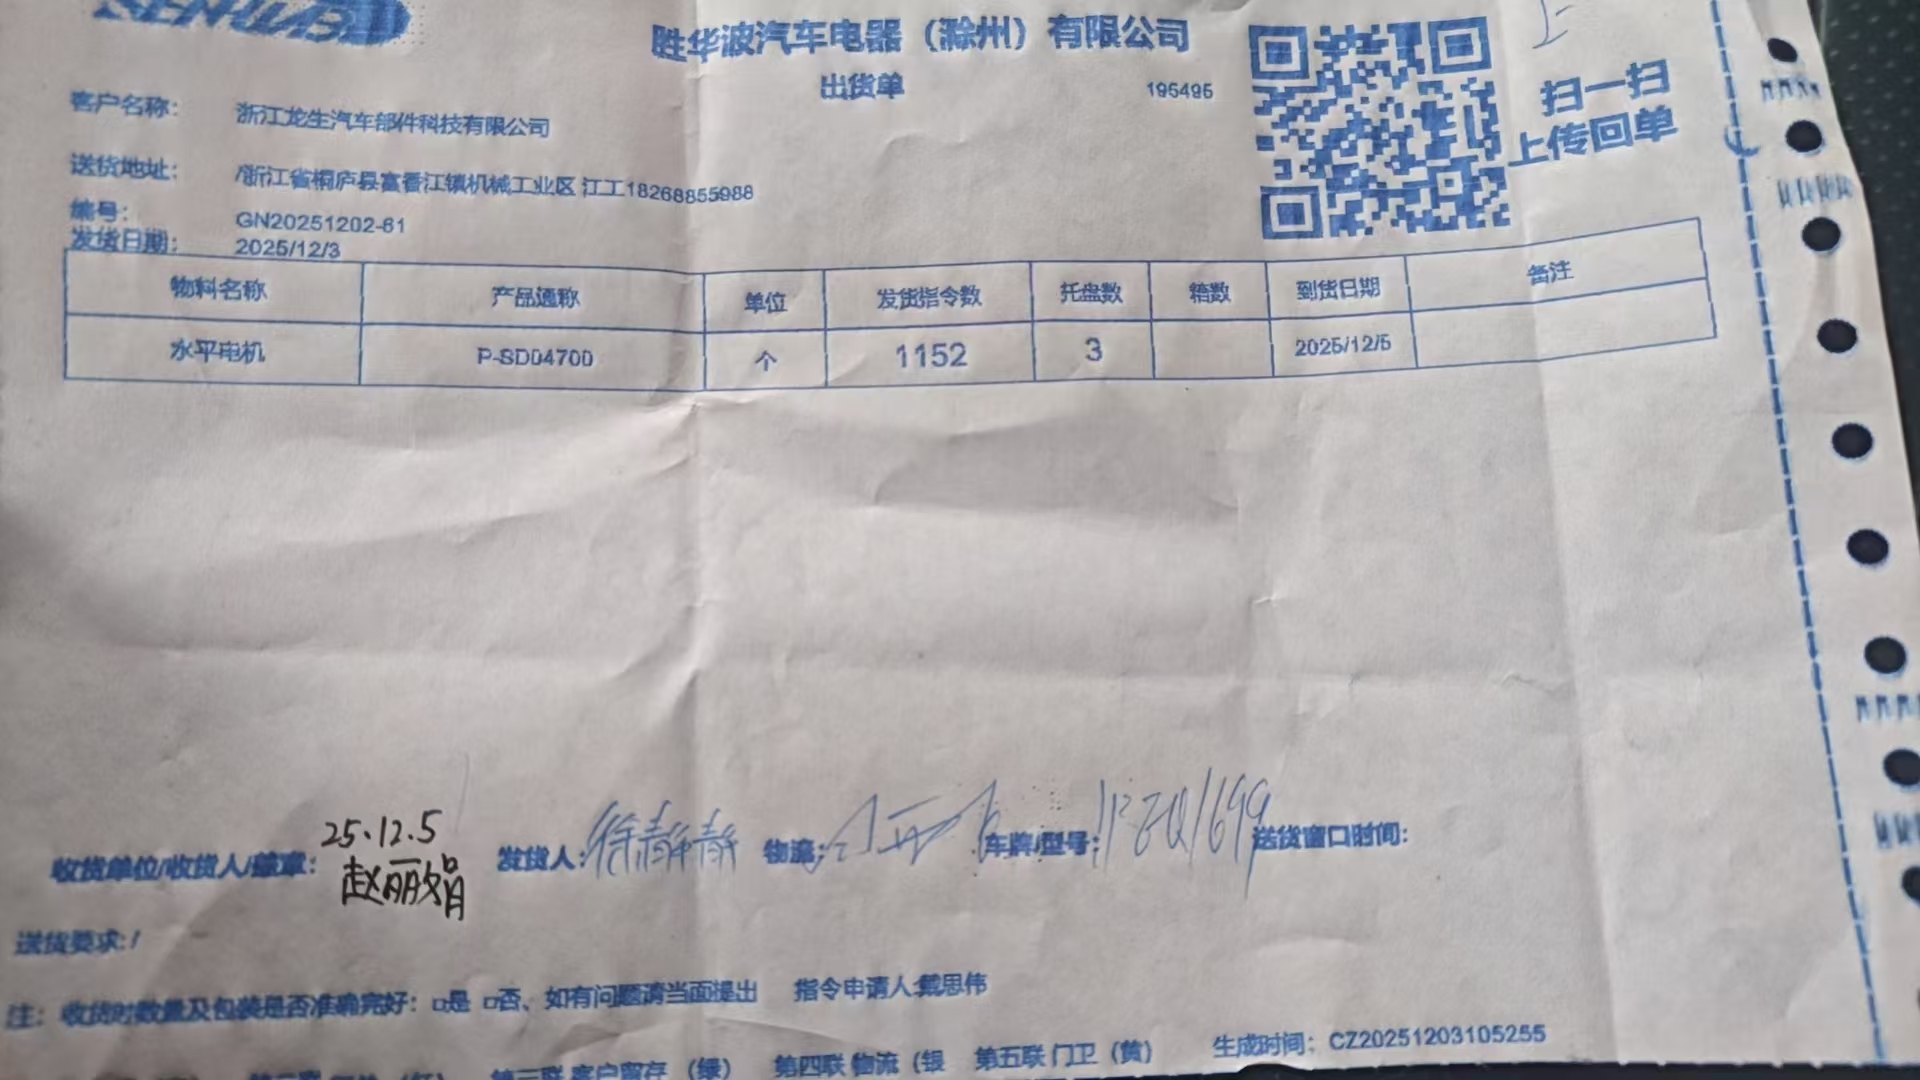 胜华波汽车电器（滁州）有限公司
出货单
195495
扫一扫
上传回单
客户名称： 浙江龙生汽车部件科技有限公司
送货地址： /浙江省桐庐县富春江镇机械工业区 江工18268855988
编号： GN20251202-61
发货日期： 2025/12/3
物料名称 产品通称 单位 发货指令数 托盘数 箱数 到货日期 备注
水平电机 P-SD04700 个 1152 3 2025/12/5
25.12.5
收货单位/收货人/盖章： 赵丽娟 发货人：徐静静 物流： 车牌/型号： 送货窗口时间：
送货要求:/
注： 收货时数量及包装是否准确完好：□是 □否、如有问题请当面提出 指令申请人:戴思伟
第三联 客户留存 （绿） 第四联 物流（银 第五联 门卫（黄） 生成时间： CZ20251203105255